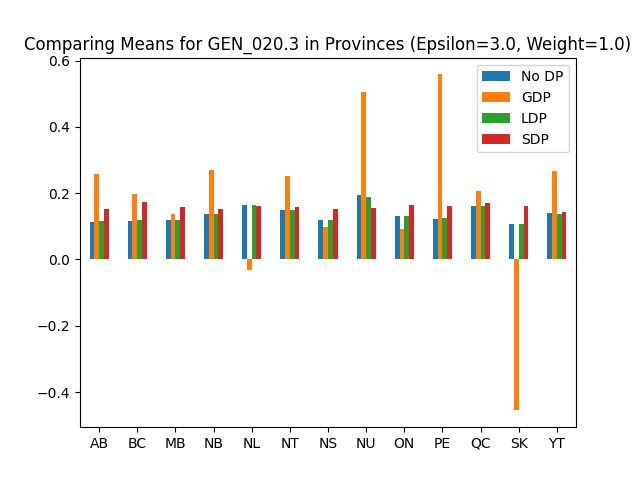 Comparing Means for GEN_020.3 in Provinces (Epsilon=3.0, Weight=1.0)
0.6
0.4
0.2
0.0
−0.2
−0.4
No DP
GDP
LDP
SDP
AB BC MB NB NL NT NS NU ON PE QC SK YT